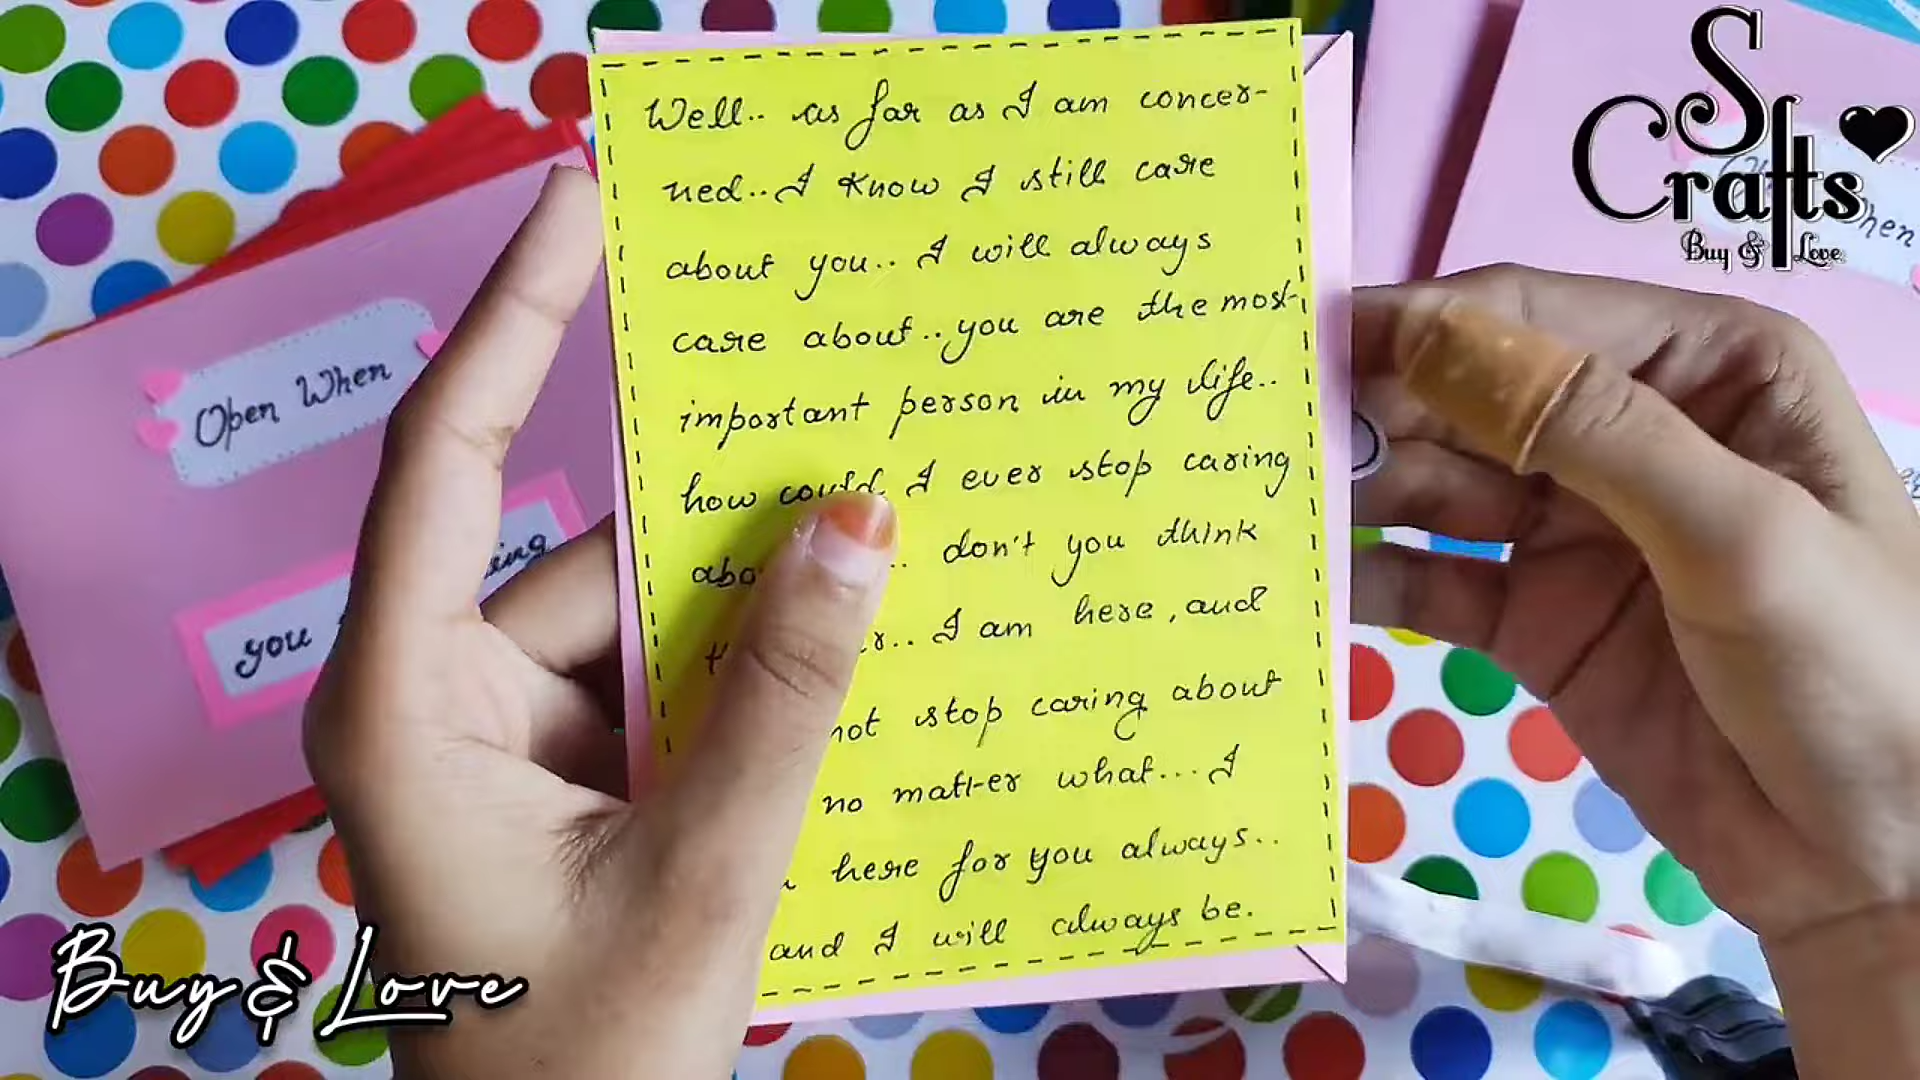 Well.. as far as I am concer-
ned.. I know I still care
about you.. I will always
care about.. you are the most
important person in my life..
how could I ever stop caring
don't you think
I am here, and
not stop caring about
no matter what... I
here for you always..
and I will always be.
Open When
you
S
Crafts
Buy & Love
Buy & Love